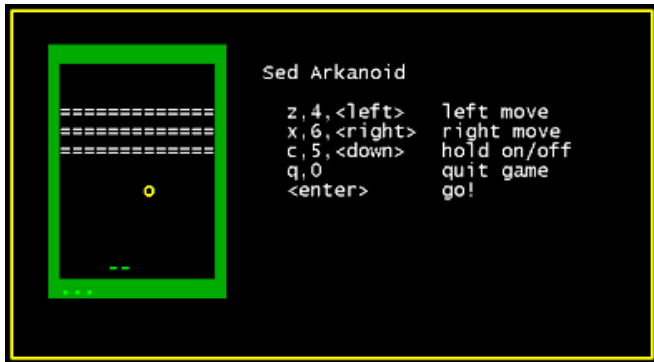 Sed Arkanoid
z,4,<left> left move
x,6,<right> right move
c,5,<down> hold on/off
q,0 quit game
<enter> go!
=============
=============
=============
o
--
...